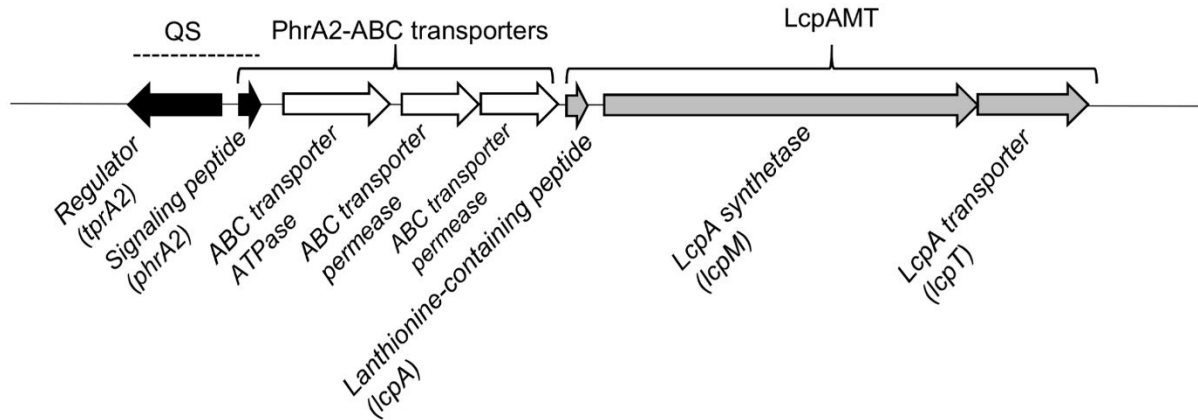 QS
PhrA2-ABC transporters
LcpAMT
Regulator
(tprA2)
Signaling peptide
(phrA2)
ABC transporter
ATPase
ABC transporter
permease
ABC transporter
permease
Lanthionine-containing peptide
(lcpA)
LcpA synthetase
(lcpM)
LcpA transporter
(lcpT)